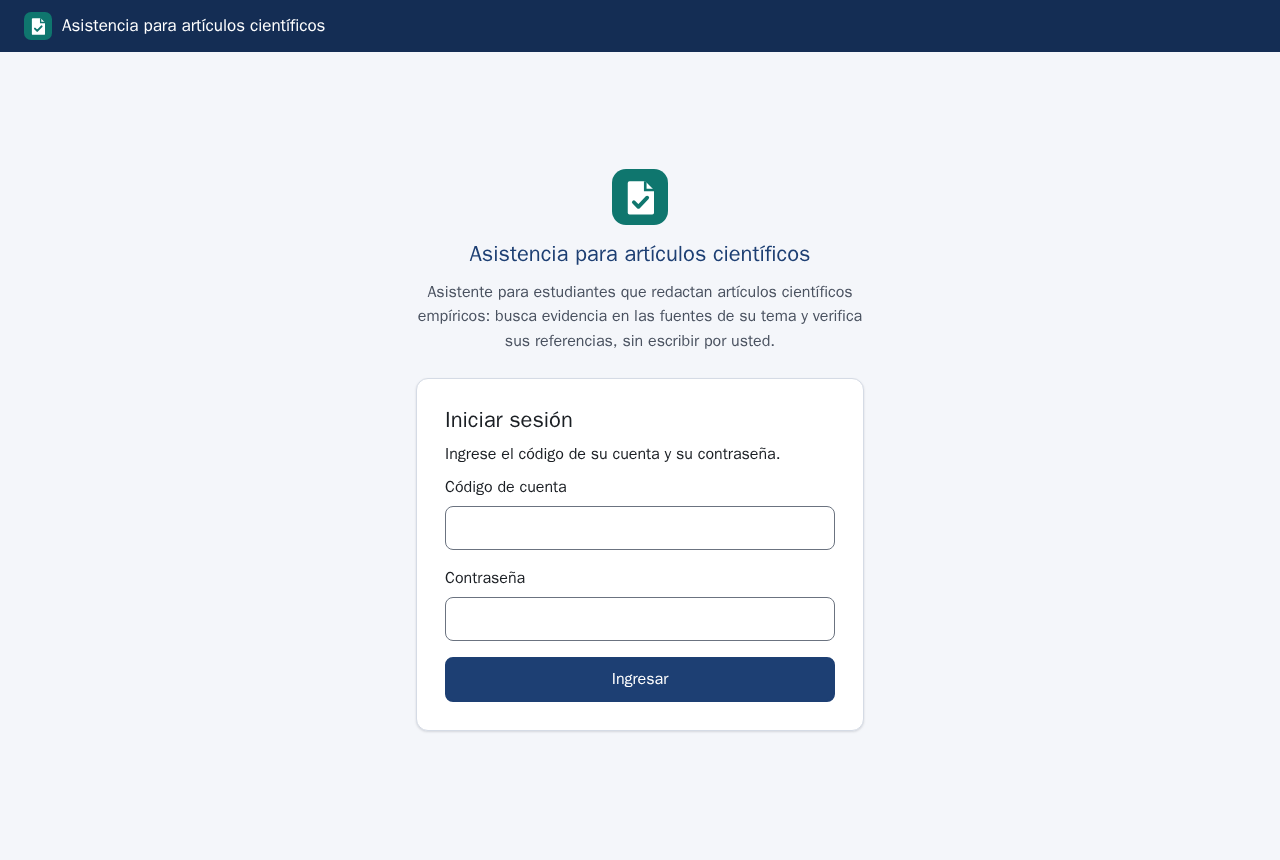 Asistencia para artículos científicos
Asistencia para artículos científicos
Asistente para estudiantes que redactan artículos científicos
empíricos: busca evidencia en las fuentes de su tema y verifica
sus referencias, sin escribir por usted.
Iniciar sesión
Ingrese el código de su cuenta y su contraseña.
Código de cuenta
Contraseña
Ingresar